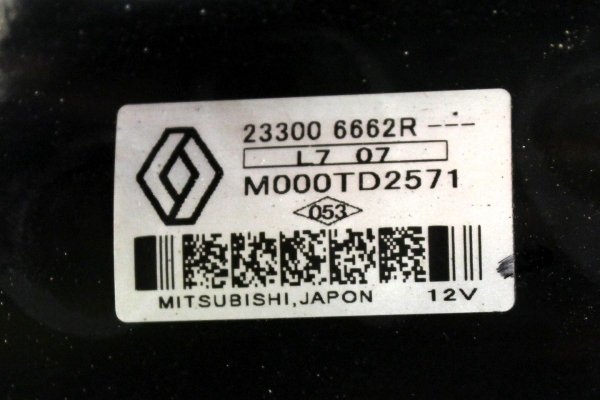 23300 6662R ---
L7 07
M000TD2571
053
MITSUBISHI,JAPON 12V